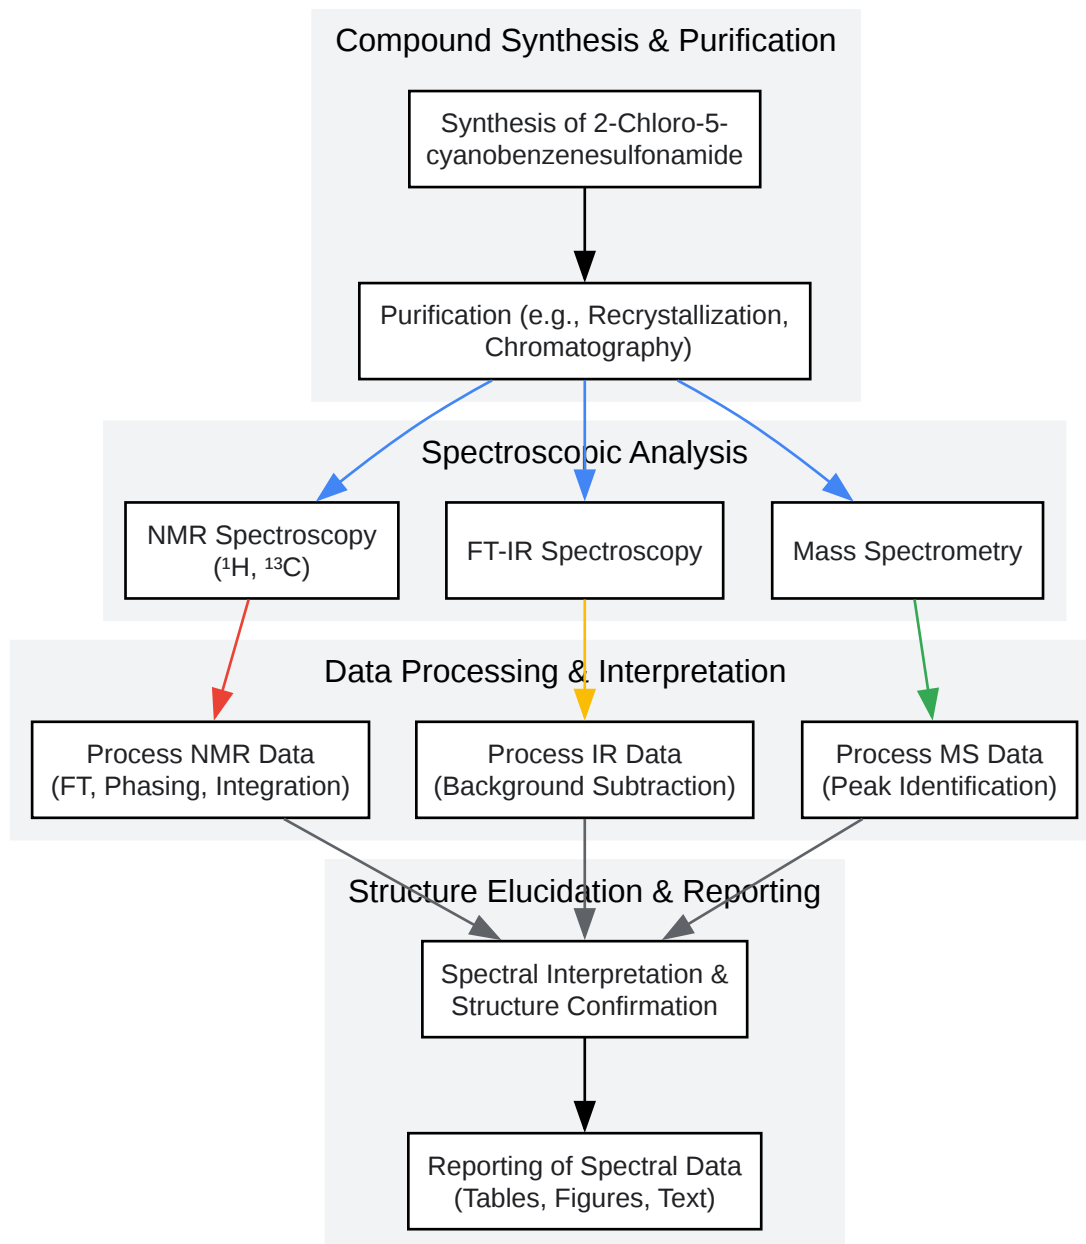 Compound Synthesis & Purification
Synthesis of 2-Chloro-5-
cyanobenzenesulfonamide
Purification (e.g., Recrystallization,
Chromatography)
Spectroscopic Analysis
NMR Spectroscopy
(¹H, ¹³C)
FT-IR Spectroscopy
Mass Spectrometry
Data Processing & Interpretation
Process NMR Data
(FT, Phasing, Integration)
Process IR Data
(Background Subtraction)
Process MS Data
(Peak Identification)
Structure Elucidation & Reporting
Spectral Interpretation &
Structure Confirmation
Reporting of Spectral Data
(Tables, Figures, Text)